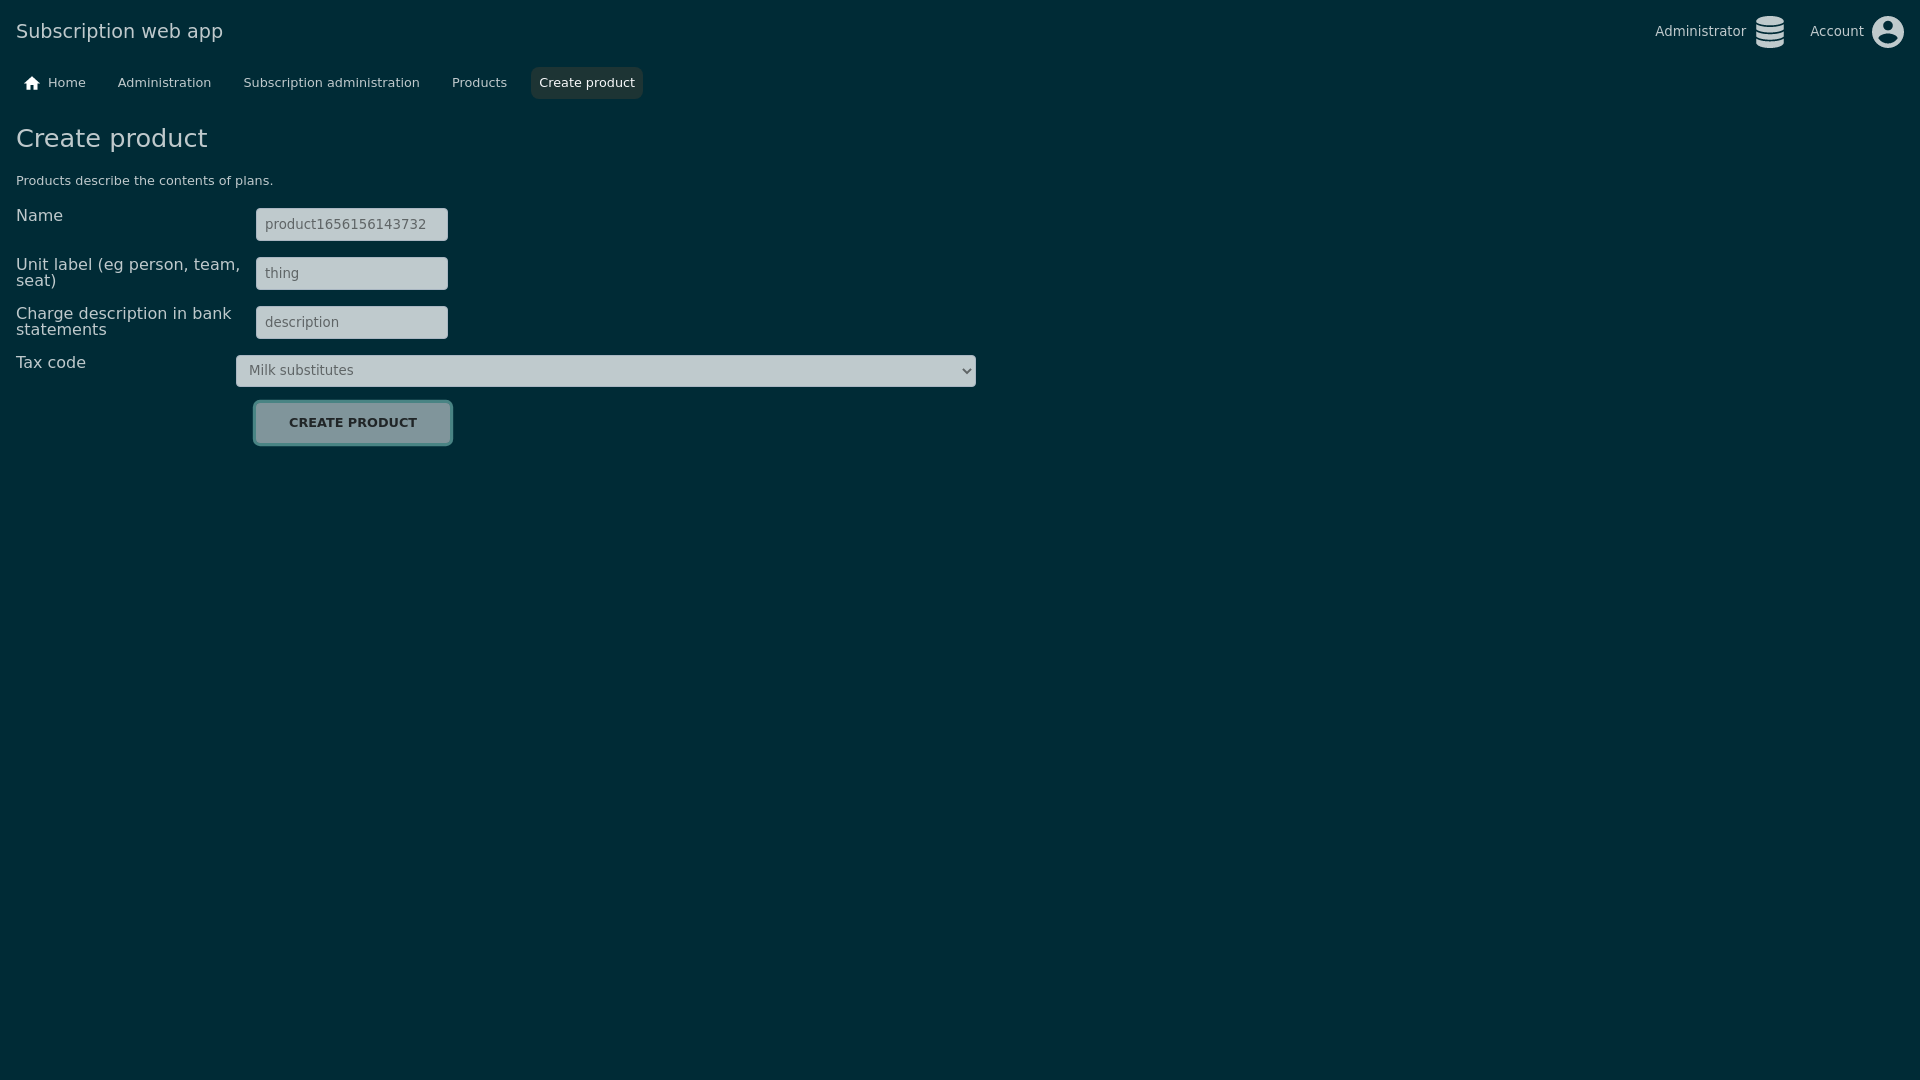 Subscription web app
Administrator
Account
Home
Administration
Subscription administration
Products
Create product
Create product
Products describe the contents of plans.
Name
product1656156143732
Unit label (eg person, team,
seat)
thing
Charge description in bank
statements
description
Tax code
Milk substitutes
CREATE PRODUCT